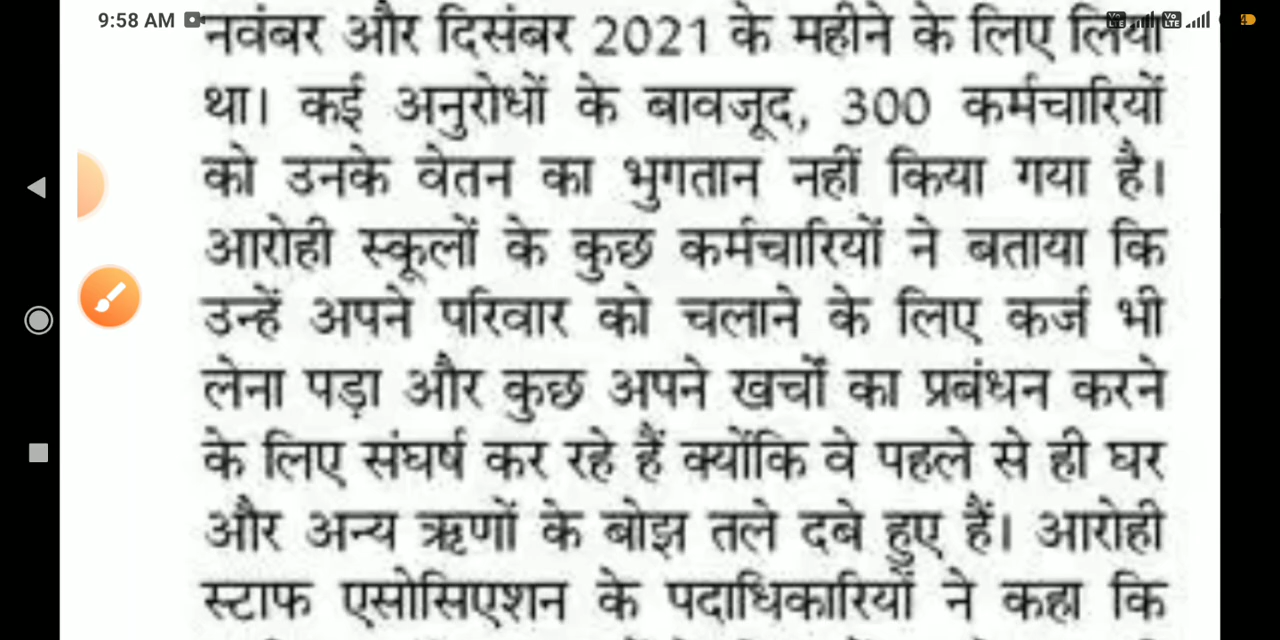 9:58 AM
नवंबर और दिसंबर 2021 के महीने के लिए लिया
था। कई अनुरोधों के बावजूद, 300 कर्मचारियों
को उनके वेतन का भुगतान नहीं किया गया है।
आरोही स्कूलों के कुछ कर्मचारियों ने बताया कि
उन्हें अपने परिवार को चलाने के लिए कर्ज भी
लेना पड़ा और कुछ अपने खर्चों का प्रबंधन करने
के लिए संघर्ष कर रहे हैं क्योंकि वे पहले से ही घर
और अन्य ऋणों के बोझ तले दबे हुए हैं। आरोही
स्टाफ एसोसिएशन के पदाधिकारियों ने कहा कि